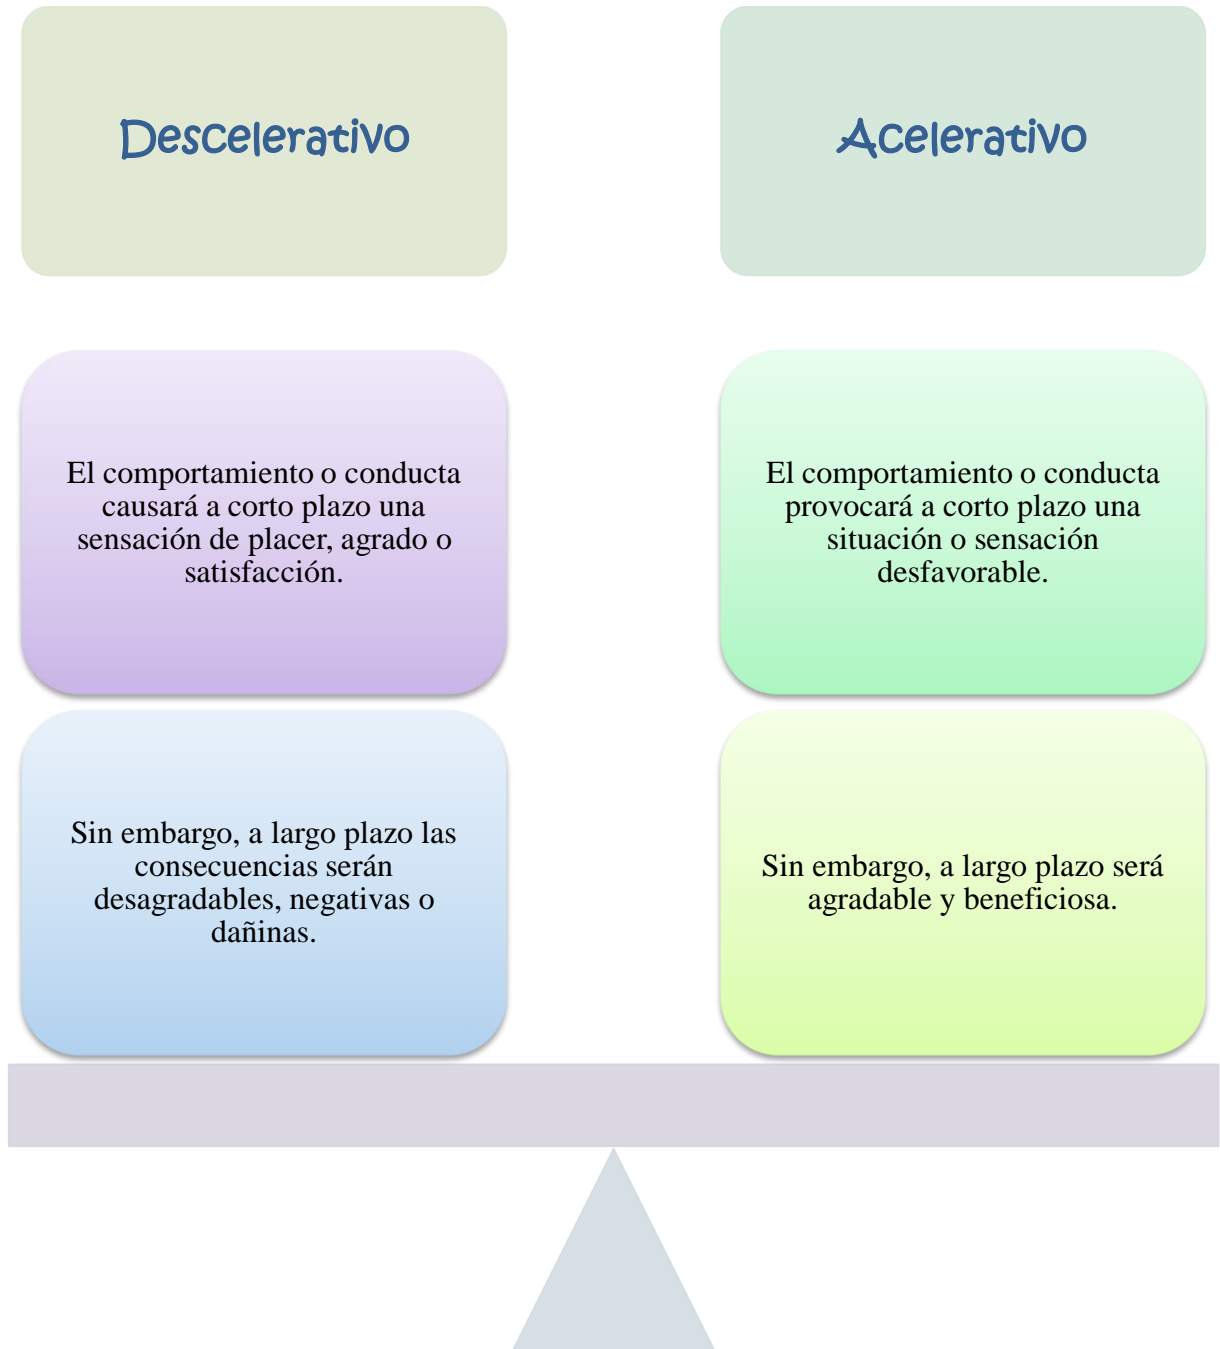 Descelerativo
Acelerativo
El comportamiento o conducta
causará a corto plazo una
sensación de placer, agrado o
satisfacción.
El comportamiento o conducta
provocará a corto plazo una
situación o sensación
desfavorable.
Sin embargo, a largo plazo las
consecuencias serán
desagradables, negativas o
dañinas.
Sin embargo, a largo plazo será
agradable y beneficiosa.